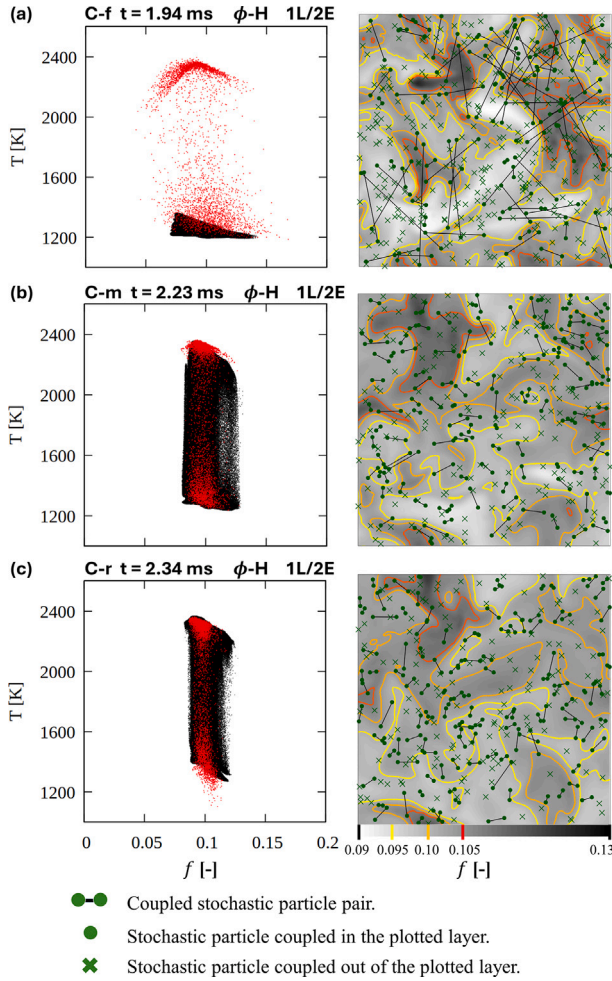 (a) C-f t = 1.94 ms ϕ-H 1L/2E
T [K]
2400
2000
1600
1200
(b) C-m t = 2.23 ms ϕ-H 1L/2E
T [K]
2400
2000
1600
1200
(c) C-r t = 2.34 ms ϕ-H 1L/2E
T [K]
2400
2000
1600
1200
0 0.05 0.1 0.15 0.2
f [-]
0.09 0.095 0.10 0.105 0.13
f [-]
Coupled stochastic particle pair.
Stochastic particle coupled in the plotted layer.
Stochastic particle coupled out of the plotted layer.